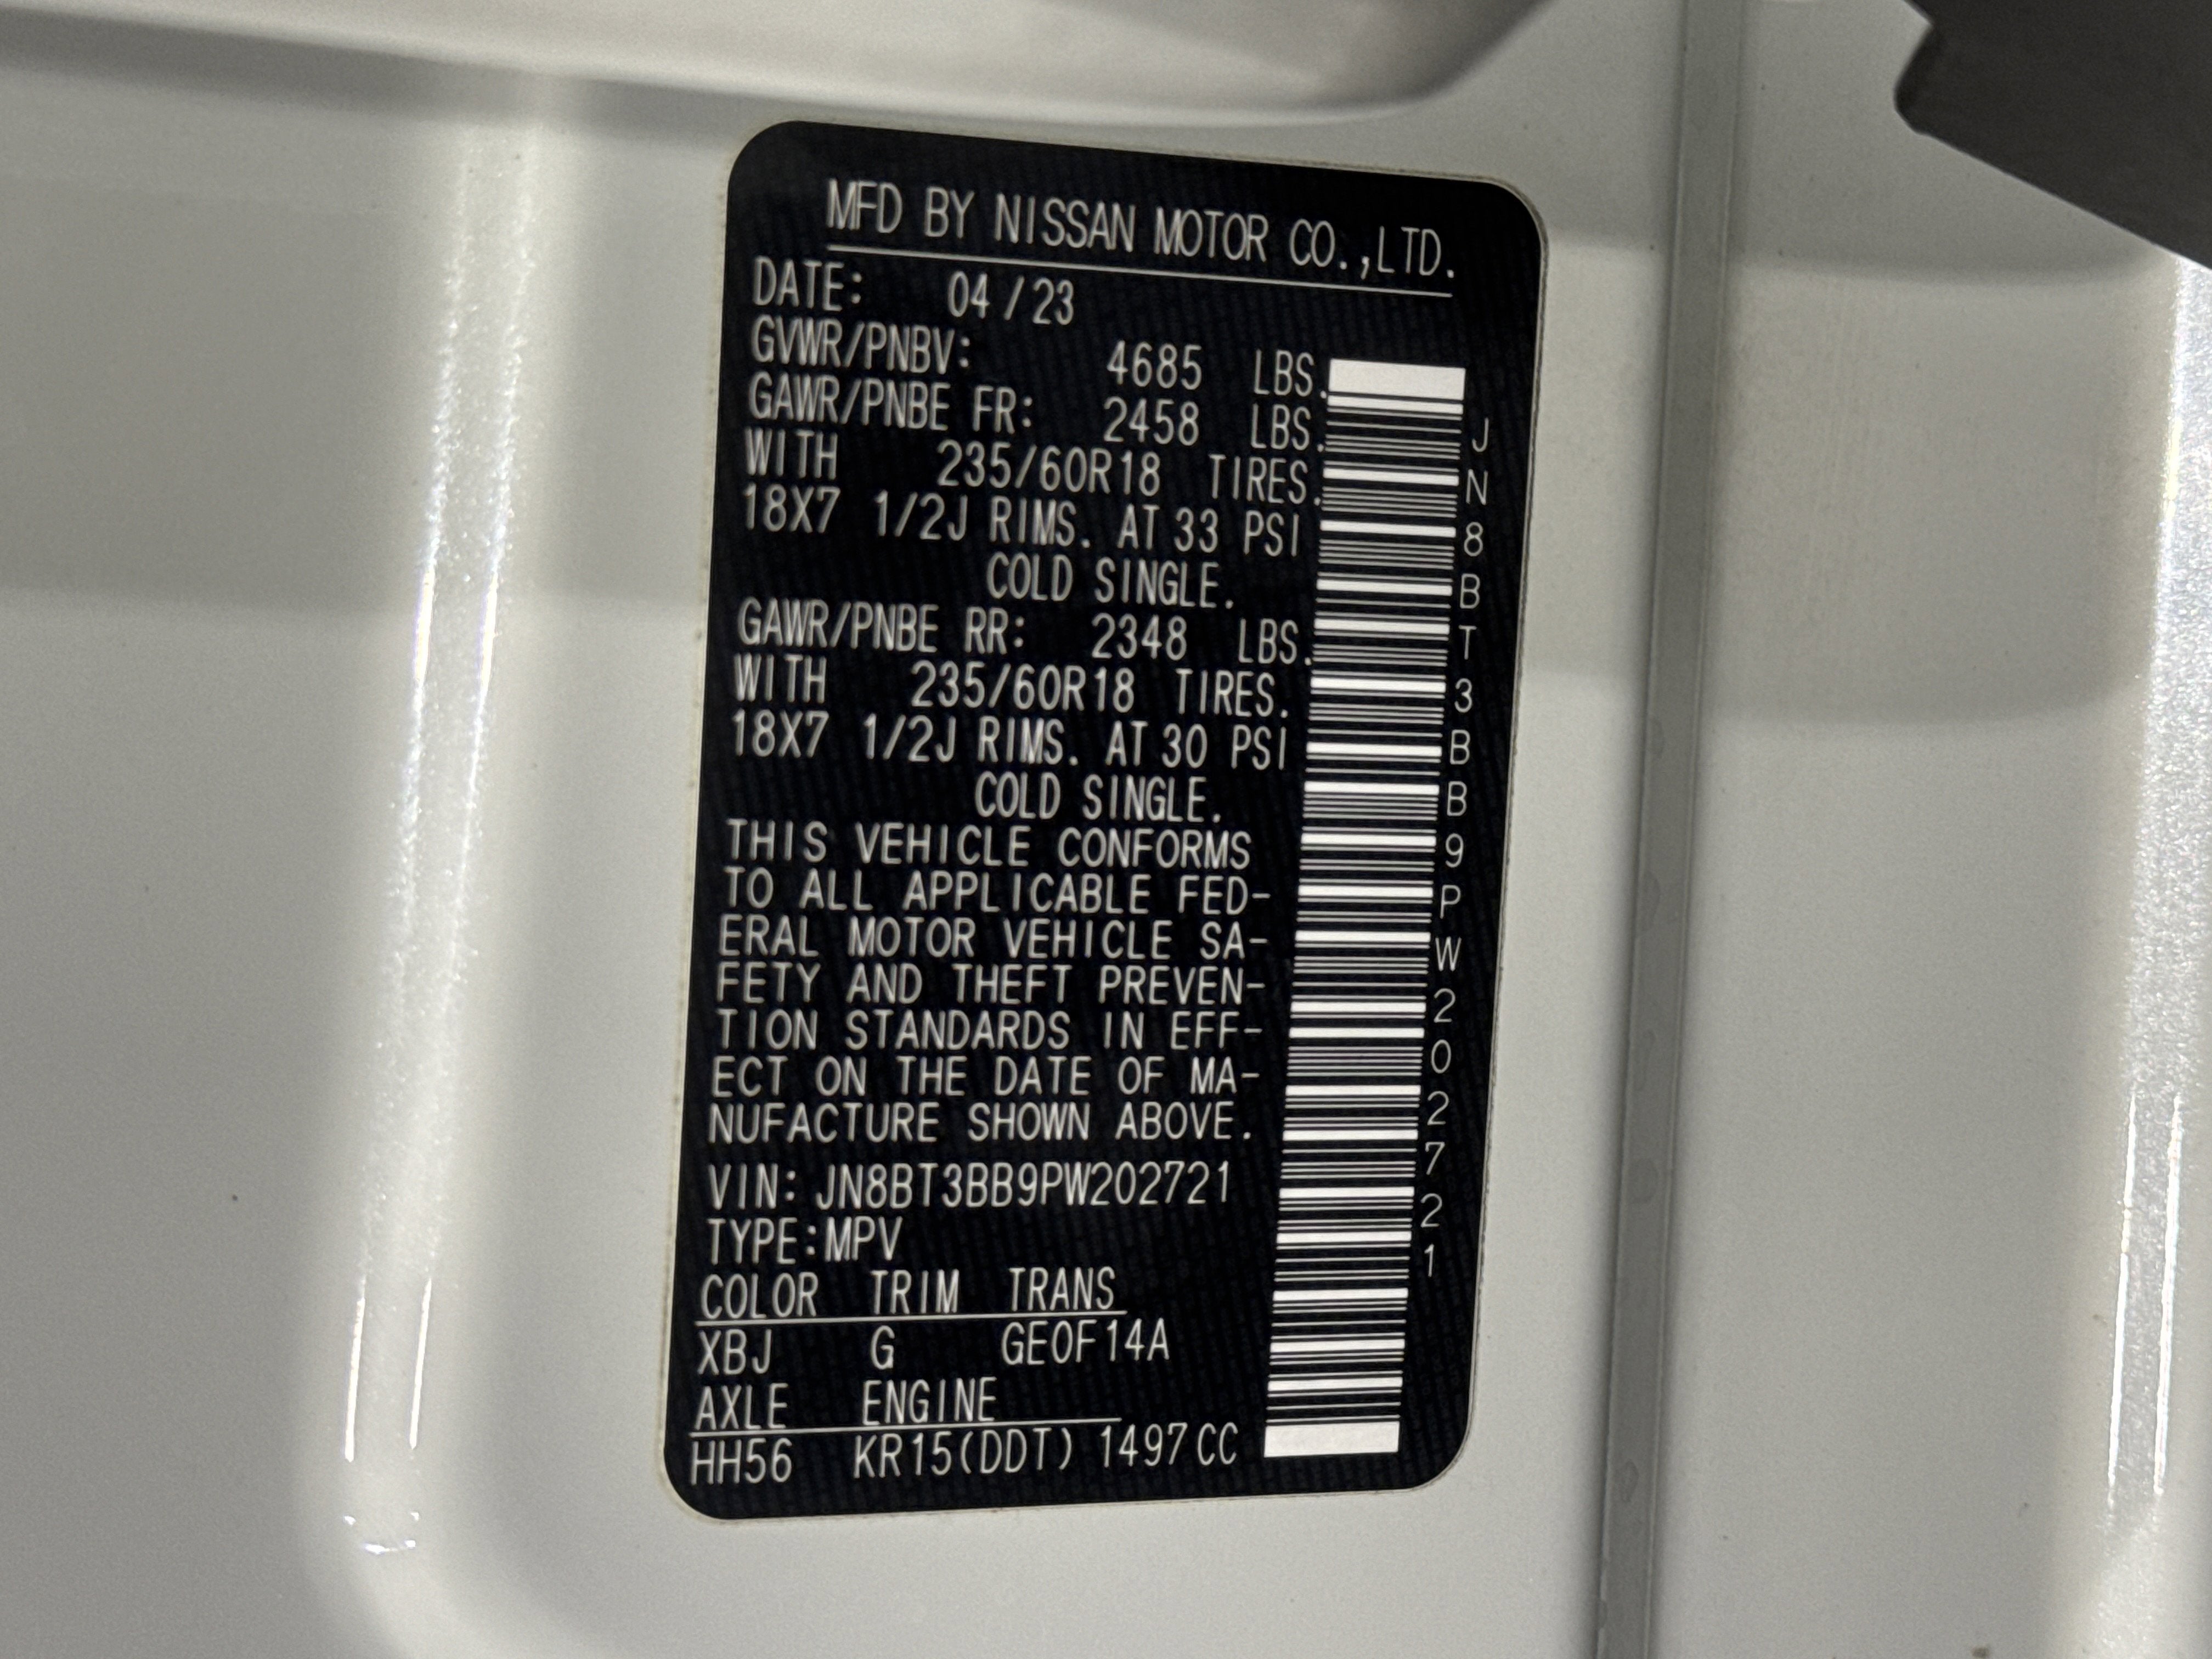 MFD BY NISSAN MOTOR CO.,LTD.
DATE: 04/23
GVWR/PNBV: 4685 LBS.
GAWR/PNBE FR: 2458 LBS.
WITH 235/60R18 TIRES.
18X7 1/2J RIMS. AT 33 PSI
COLD SINGLE.
GAWR/PNBE RR: 2348 LBS.
WITH 235/60R18 TIRES.
18X7 1/2J RIMS. AT 30 PSI
COLD SINGLE.
THIS VEHICLE CONFORMS
TO ALL APPLICABLE FED-
ERAL MOTOR VEHICLE SA-
FETY AND THEFT PREVEN-
TION STANDARDS IN EFF-
ECT ON THE DATE OF MA-
NUFACTURE SHOWN ABOVE.
VIN: JN8BT3BB9PW202721
TYPE:MPV
COLOR TRIM TRANS
XBJ G GE0F14A
AXLE ENGINE
HH56 KR15(DDT) 1497CC
JN8BT3BB9PW202721